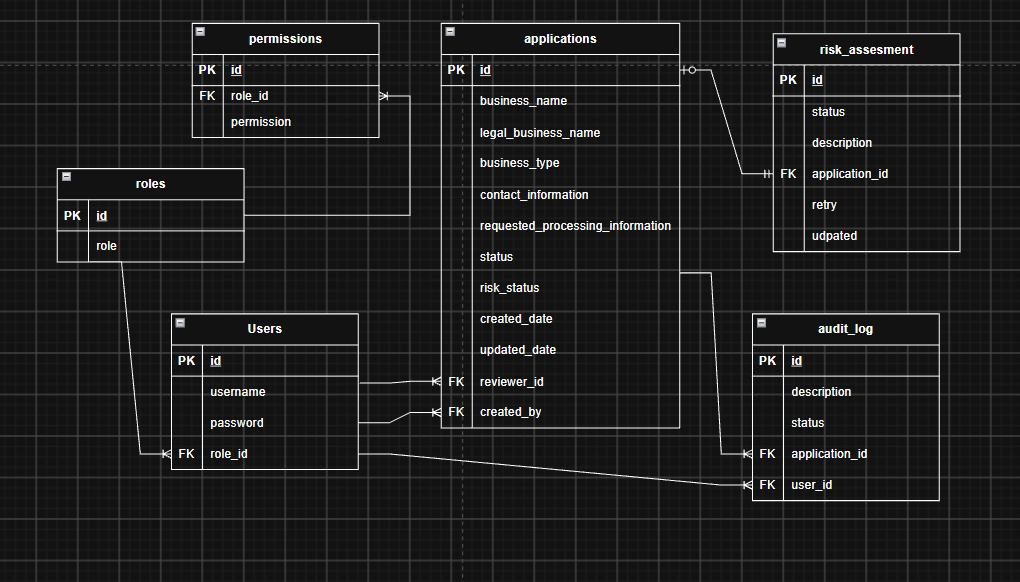 permissions
PK id
FK role_id
permission
roles
PK id
role
Users
PK id
username
password
FK role_id
applications
PK id
business_name
legal_business_name
business_type
contact_information
requested_processing_information
status
risk_status
created_date
updated_date
FK reviewer_id
FK created_by
risk_assesment
PK id
status
description
FK application_id
retry
udpated
audit_log
PK id
description
status
FK application_id
FK user_id